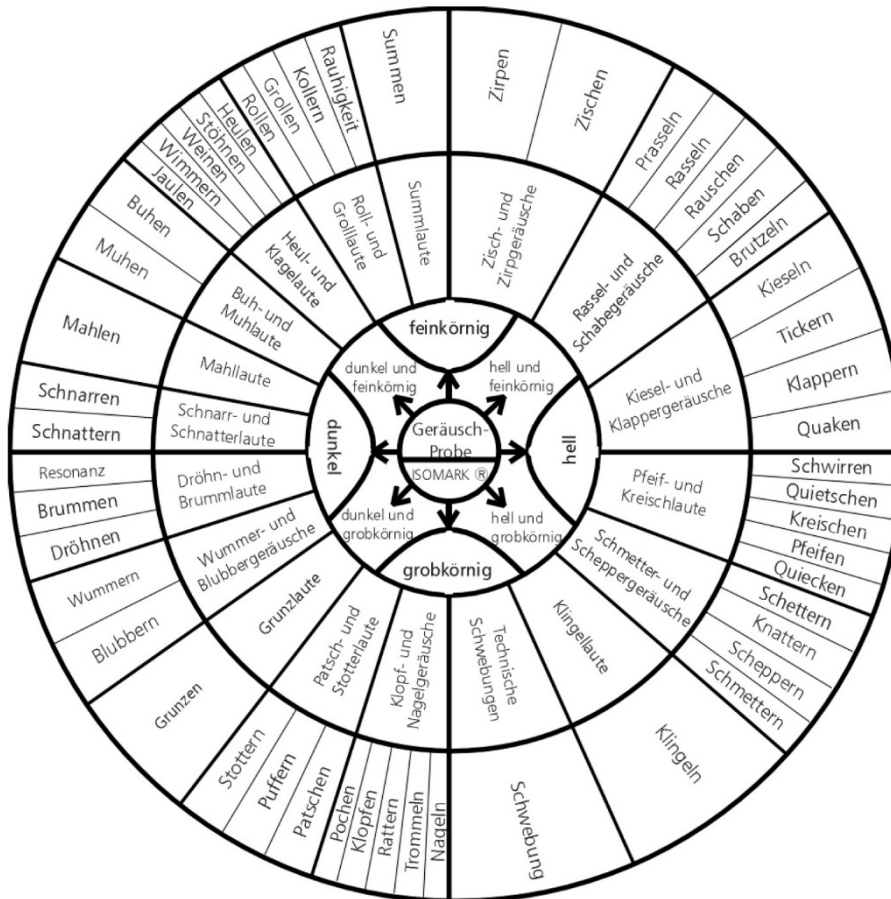 Geräusch-
Probe
ISOMARK ®
feinkörnig
hell und
feinkörnig
hell
hell und
grobkörnig
grobkörnig
dunkel und
grobkörnig
dunkel
dunkel und
feinkörnig
Zisch- und
Zirpgeräusche
Rassel- und
Schabegeräusche
Kiesel- und
Klappergeräusche
Pfeif- und
Kreischlaute
Schmetter- und
Scheppergeräusche
Klingellaute
Technische
Schwebungen
Klopf- und
Nagelgeräusche
Patsch- und
Stotterlaute
Grunzlaute
Wummer- und
Blubbergeräusche
Dröhn- und
Brummlaute
Schnarr- und
Schnatterlaute
Mahllaute
Buh- und
Muhlaute
Heul- und
Klagelaute
Roll- und
Grolllaute
Summlaute
Zirpen
Zischen
Prasseln
Rasseln
Rauschen
Schaben
Brutzeln
Kieseln
Tickern
Klappern
Quaken
Schwirren
Quietschen
Kreischen
Pfeifen
Quiecken
Schettern
Knattern
Scheppern
Schmettern
Klingeln
Schwebung
Nageln
Trommeln
Rattern
Klopfen
Pochen
Patschen
Puffern
Stottern
Grunzen
Blubbern
Wummern
Dröhnen
Brummen
Resonanz
Schnattern
Schnarren
Mahlen
Muhen
Buhen
Jaulen
Wimmern
Weinen
Stöhnen
Heulen
Rollen
Grollen
Kollern
Rauhigkeit
Summen